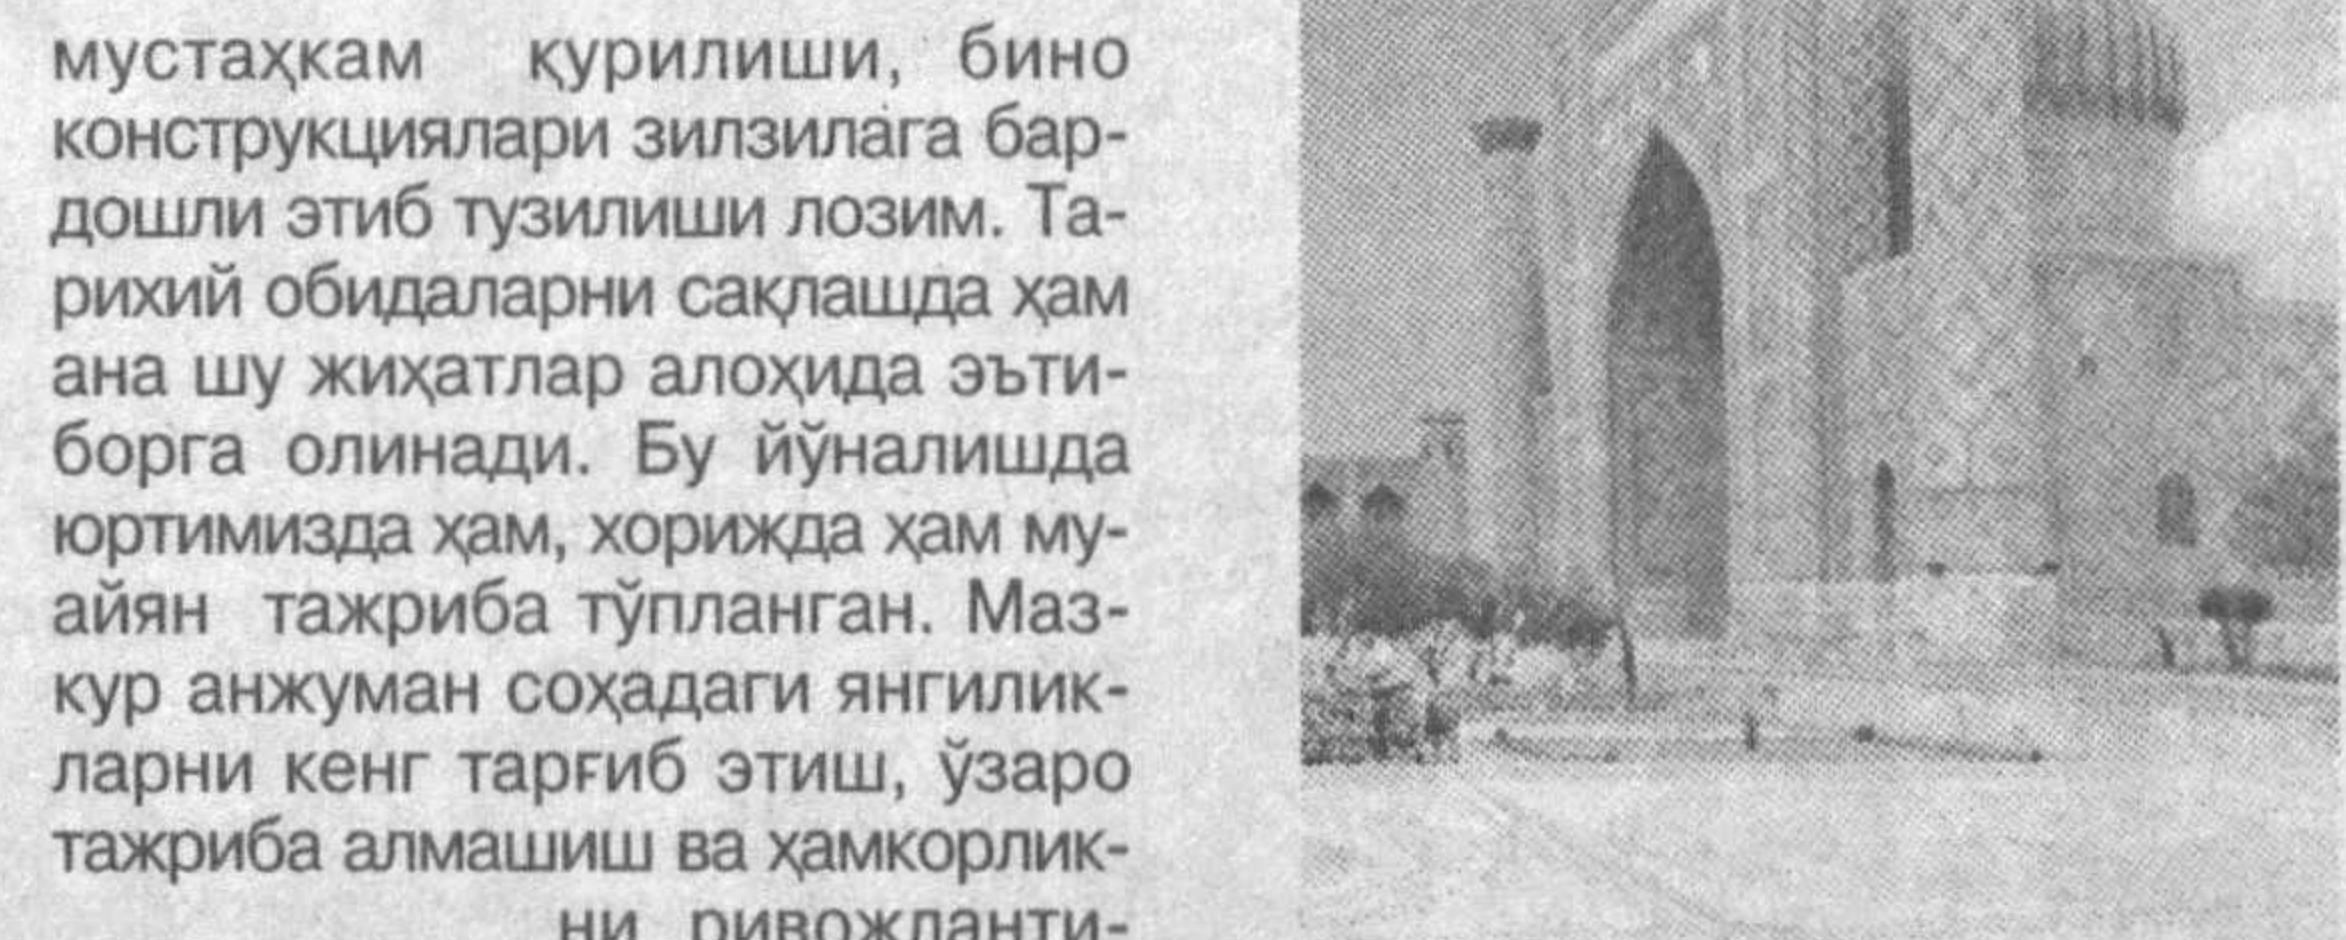 мустаҳкам қурилиши, бино
конструкциялари зилзилага бар-
дошли этиб тузилиши лозим. Та-
рихий обидаларни сақлашда ҳам
ана шу жиҳатлар алоҳида эъти-
борга олинади. Бу йўналишда
юртимизда ҳам, хорижда ҳам му-
айян тажриба тўпланган. Маз-
кур анжуман соҳадаги янгилик-
ларни кенг тарғиб этиш, ўзаро
тажриба алмашиш ва ҳамкорлик-
ни ривожланти-